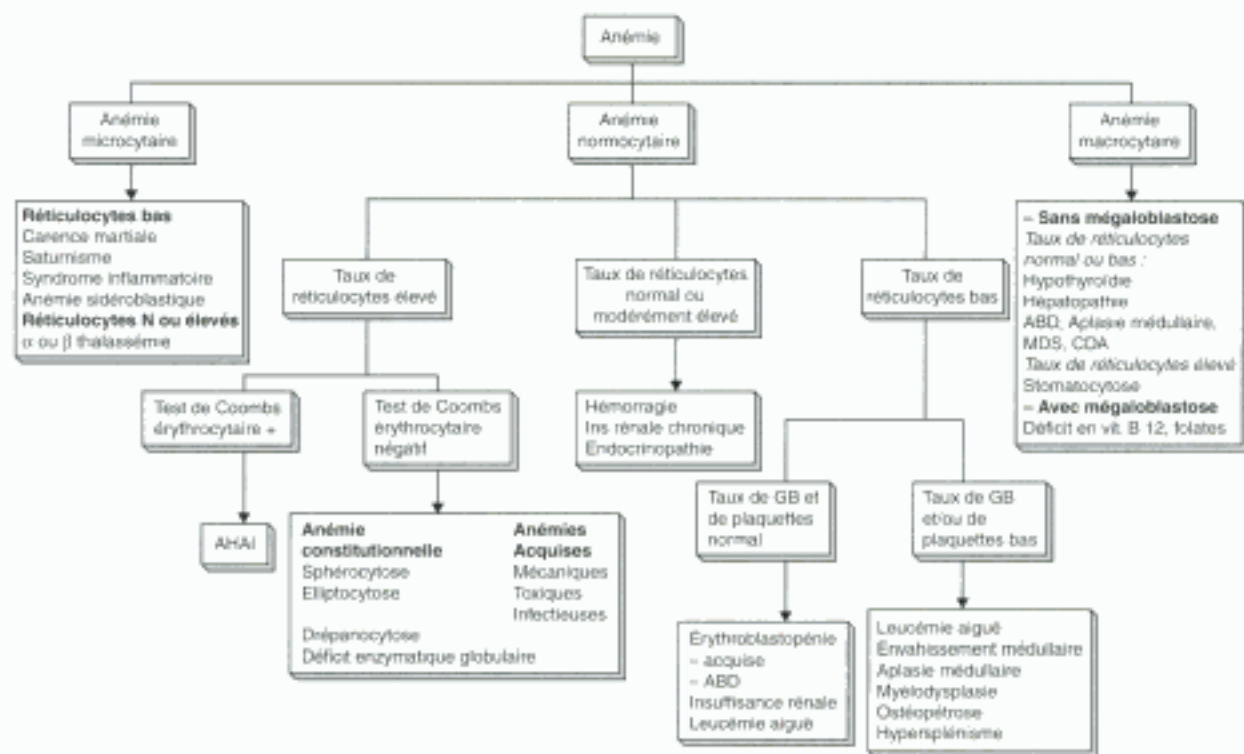 Anémie
Anémie
microcytaire
Anémie
normocytaire
Anémie
macrocytaire
Réticulocytes bas
Carence martiale
Saturnisme
Syndrome inflammatoire
Anémie sidéroblastique
Réticulocytes N ou élevés
α ou β thalassémie
Taux de
réticulocytes élevé
Taux de réticulocytes
normal ou
modérément élevé
Taux de
réticulocytes bas
– Sans mégaloblastose
Taux de réticulocytes
normal ou bas :
Hypothyroïdie
Hépatopathie
ABD, Aplasie médullaire,
MDS, CDA
Taux de réticulocytes élevé
Stomatocytose
– Avec mégaloblastose
Déficit en vit. B 12, folates
Test de Coombs
érythrocytaire +
Test de Coombs
érythrocytaire
négatif
Hémorragie
Ins rénale chronique
Endocrinopathie
AHAI
Anémie
constitutionnelle
Sphérocytose
Elliptocytose
Anémies
Acquises
Mécaniques
Toxiques
Infectieuses
Drépanocytose
Déficit enzymatique globulaire
Taux de GB et
de plaquettes
normal
Taux de GB
et/ou de
plaquettes bas
Érythroblastopénie
– acquise
– ABD
Insuffisance rénale
Leucémie aiguë
Leucémie aiguë
Envahissement médullaire
Aplasie médullaire
Myélodysplasie
Ostéopétrose
Hypersplénisme